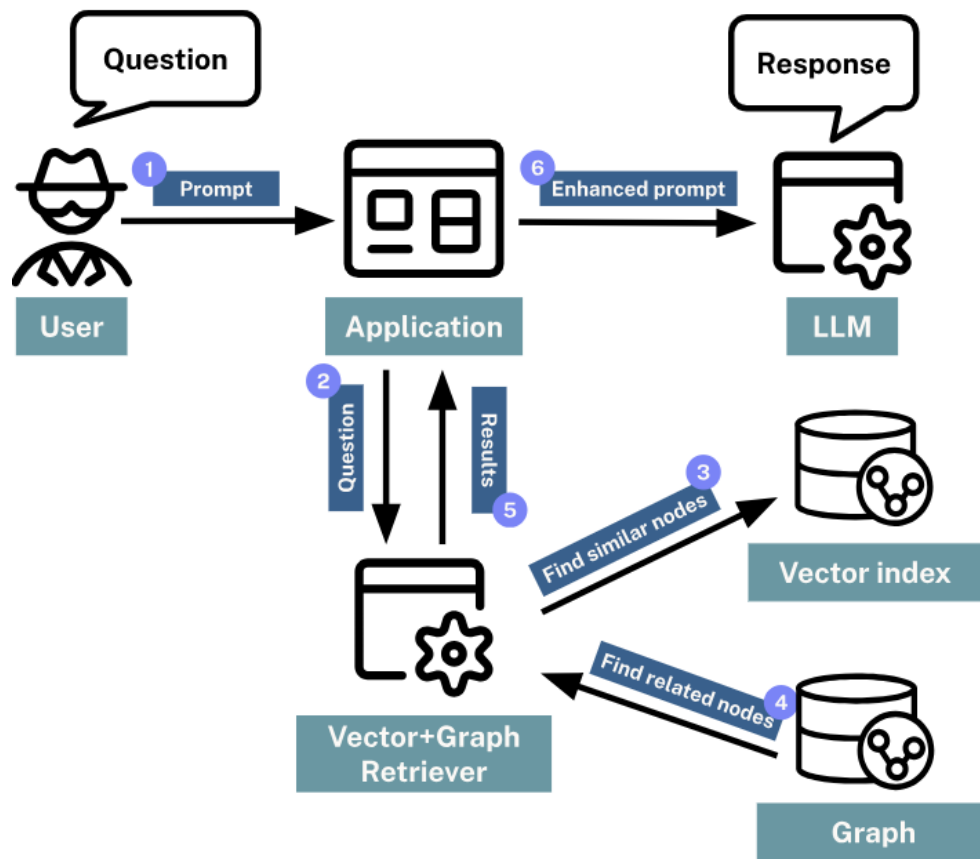 Question
Response
1
Prompt
6
Enhanced prompt
User
Application
LLM
2
Question
Results
5
3
Find similar nodes
Vector index
Find related nodes
4
Vector+Graph
Retriever
Graph